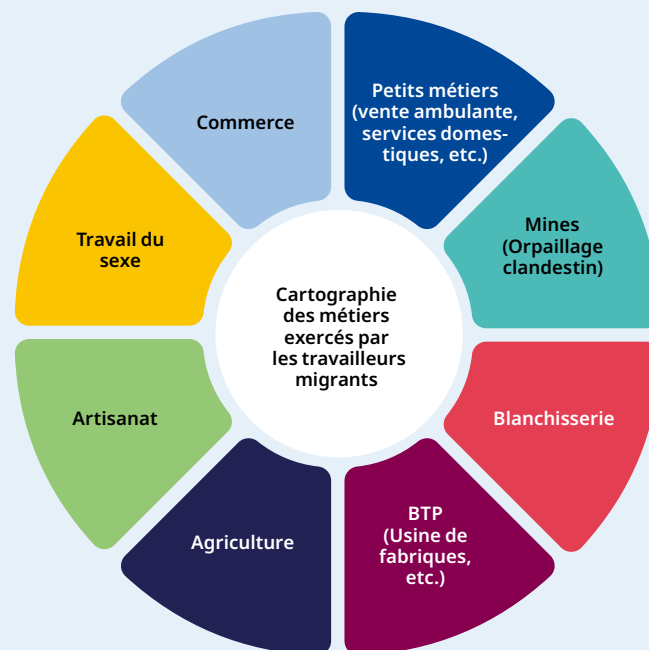 Petits métiers
(vente ambulante,
services domes-
tiques, etc.)
Commerce
Mines
(Orpaillage
clandestin)
Travail du
sexe
Cartographie
des métiers
exercés par
les travailleurs
migrants
Artisanat
Blanchisserie
Agriculture
BTP
(Usine de
fabriques,
etc.)